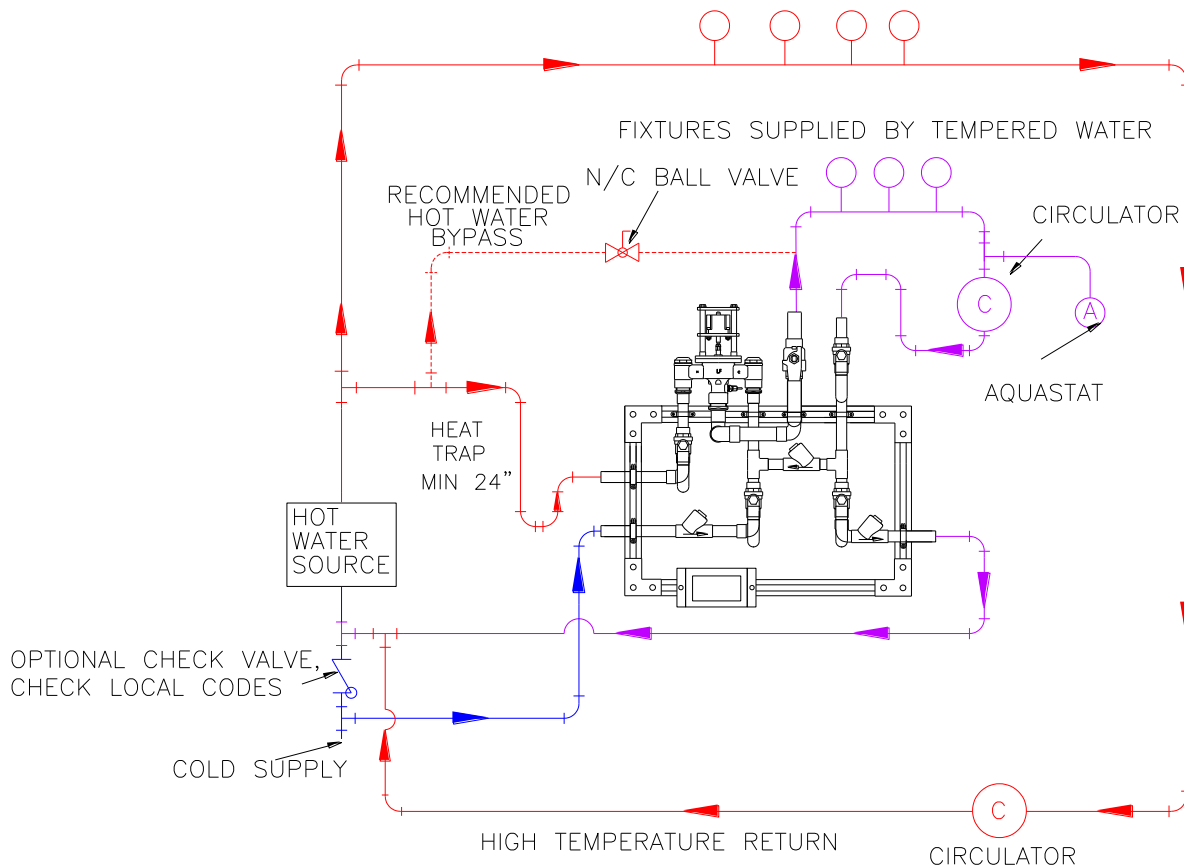 FIXTURES SUPPLIED BY TEMPERED WATER
N/C BALL VALVE
RECOMMENDED
HOT WATER
BYPASS
CIRCULATOR
C
A
AQUASTAT
HEAT
TRAP
MIN 24"
HOT
WATER
SOURCE
OPTIONAL CHECK VALVE,
CHECK LOCAL CODES
COLD SUPPLY
C
HIGH TEMPERATURE RETURN
CIRCULATOR